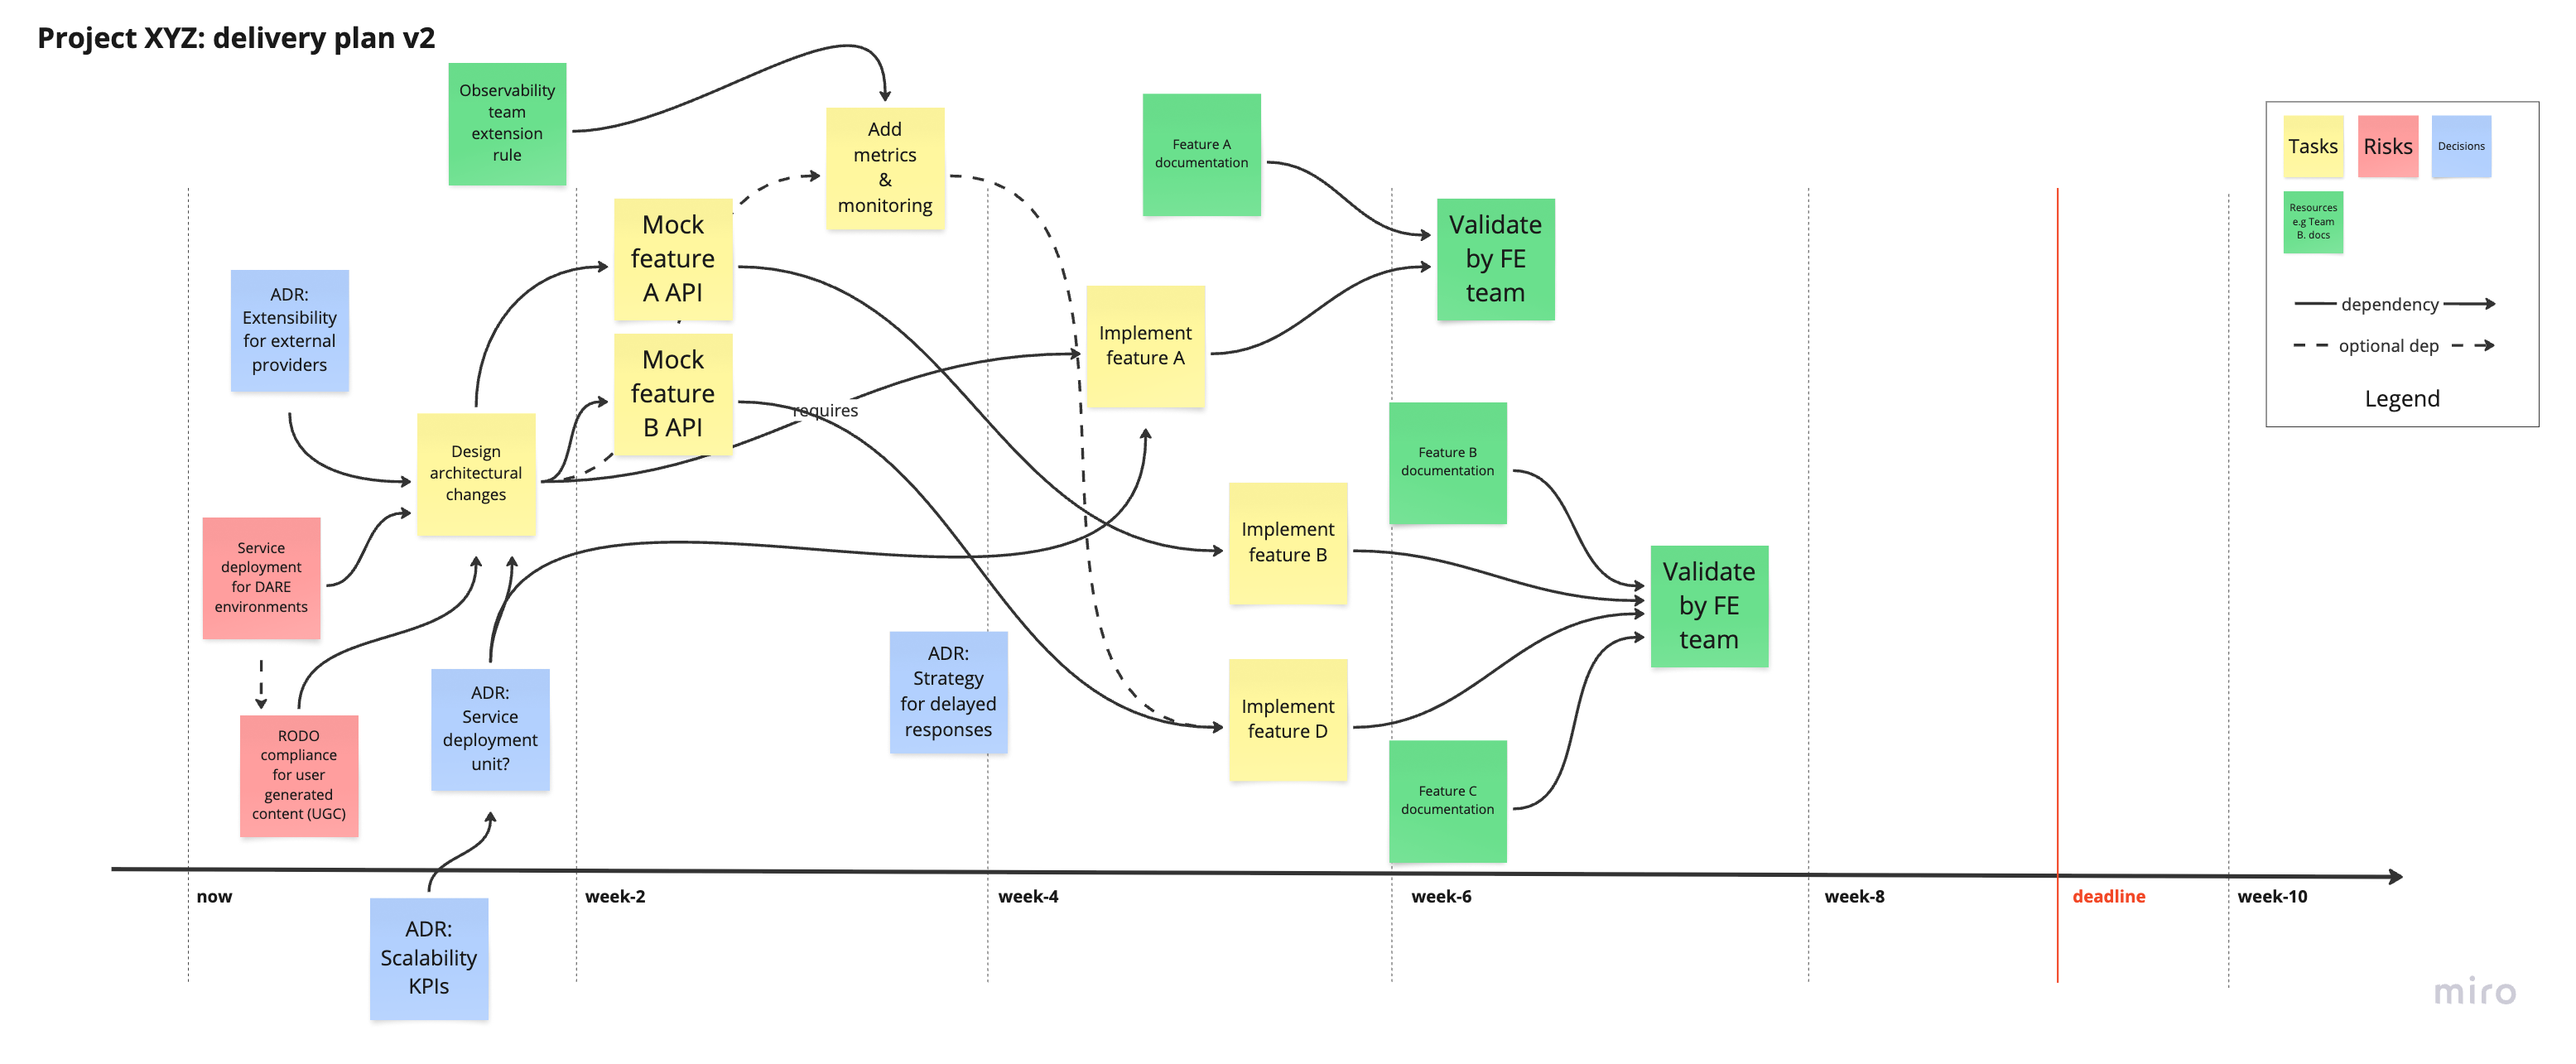 Project XYZ: delivery plan v2
Observability
team
extension
rule
Add
metrics
&
monitoring
Feature A
documentation
Tasks
Risks
Decisions
Resources
e.g Team
B. docs
dependency
optional dep
Legend
Mock
feature
A API
Validate
by FE
team
ADR:
Extensibility
for external
providers
Mock
feature
B API
Implement
feature A
requires
Design
architectural
changes
Feature B
documentation
Service
deployment
for DARE
environments
Implement
feature B
Validate
by FE
team
ADR:
Strategy
for delayed
responses
Implement
feature D
ADR:
Service
deployment
unit?
RODO
compliance
for user
generated
content (UGC)
Feature C
documentation
now
week-2
week-4
week-6
week-8
deadline
week-10
ADR:
Scalability
KPIs
miro